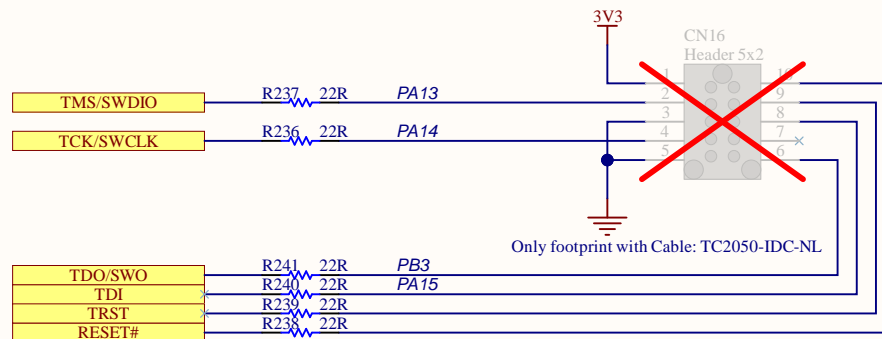 3V3
CN16
Header 5x2
1 10
TMS/SWDIO R237 22R PA13 2 9
3 8
TCK/SWCLK R236 22R PA14 4 7
5 6
Only footprint with Cable: TC2050-IDC-NL
TDO/SWO R241 22R PB3
TDI R240 22R PA15
TRST R239 22R
RESET# R238 22R